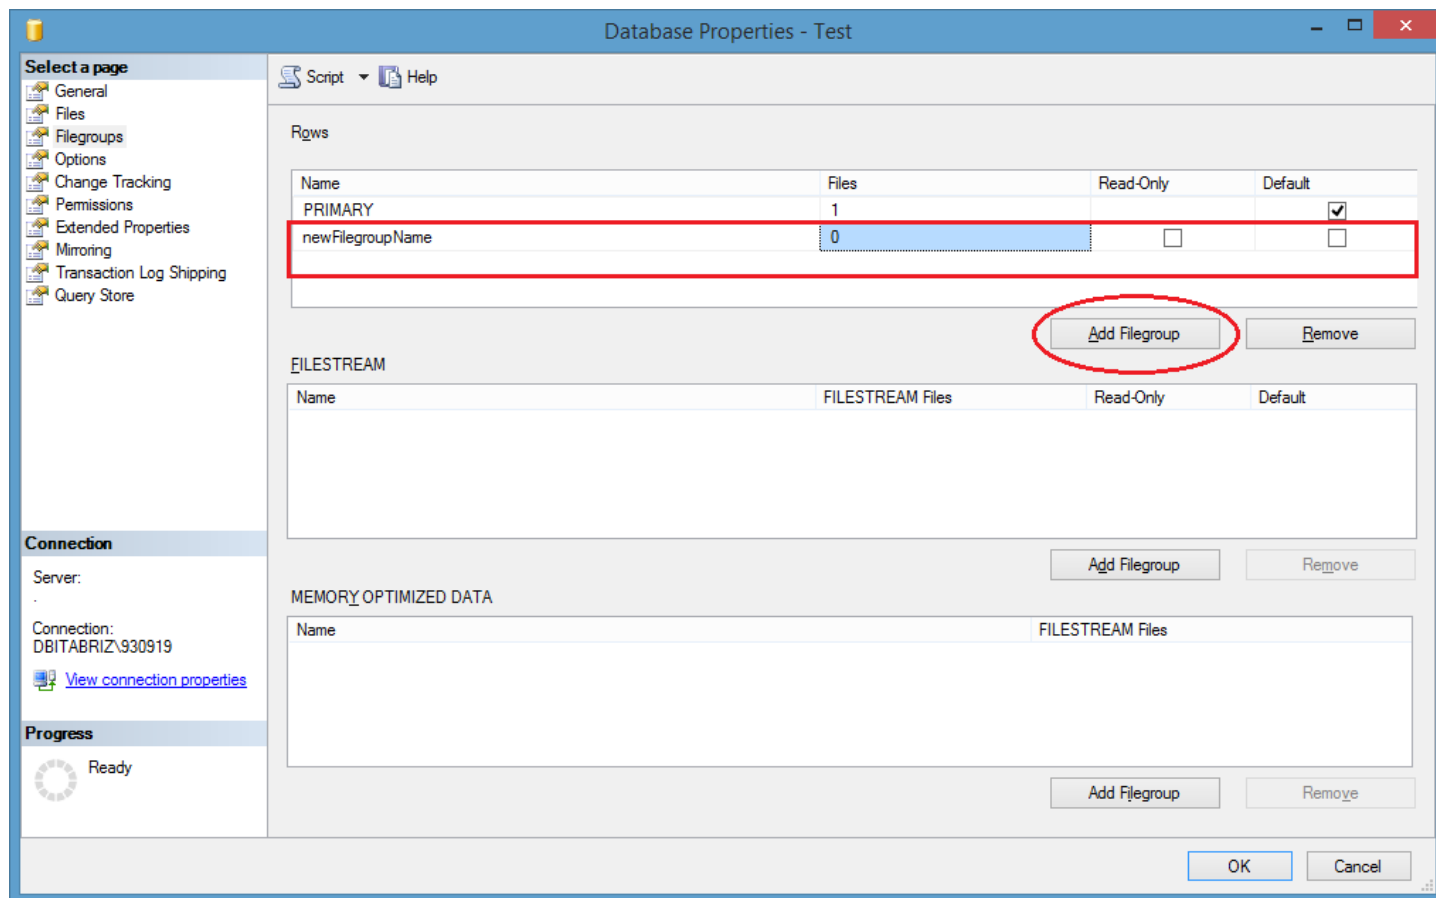 Database Properties - Test
Select a page
General
Files
Filegroups
Options
Change Tracking
Permissions
Extended Properties
Mirroring
Transaction Log Shipping
Query Store
Connection
Server:
.
Connection:
DBITABRIZ\930919
View connection properties
Progress
Ready
Script Help
Rows
Name Files Read-Only Default
PRIMARY 1
newFilegroupName 0
Add Filegroup Remove
FILESTREAM
Name FILESTREAM Files Read-Only Default
Add Filegroup Remove
MEMORY OPTIMIZED DATA
Name FILESTREAM Files
Add Filegroup Remove
OK Cancel